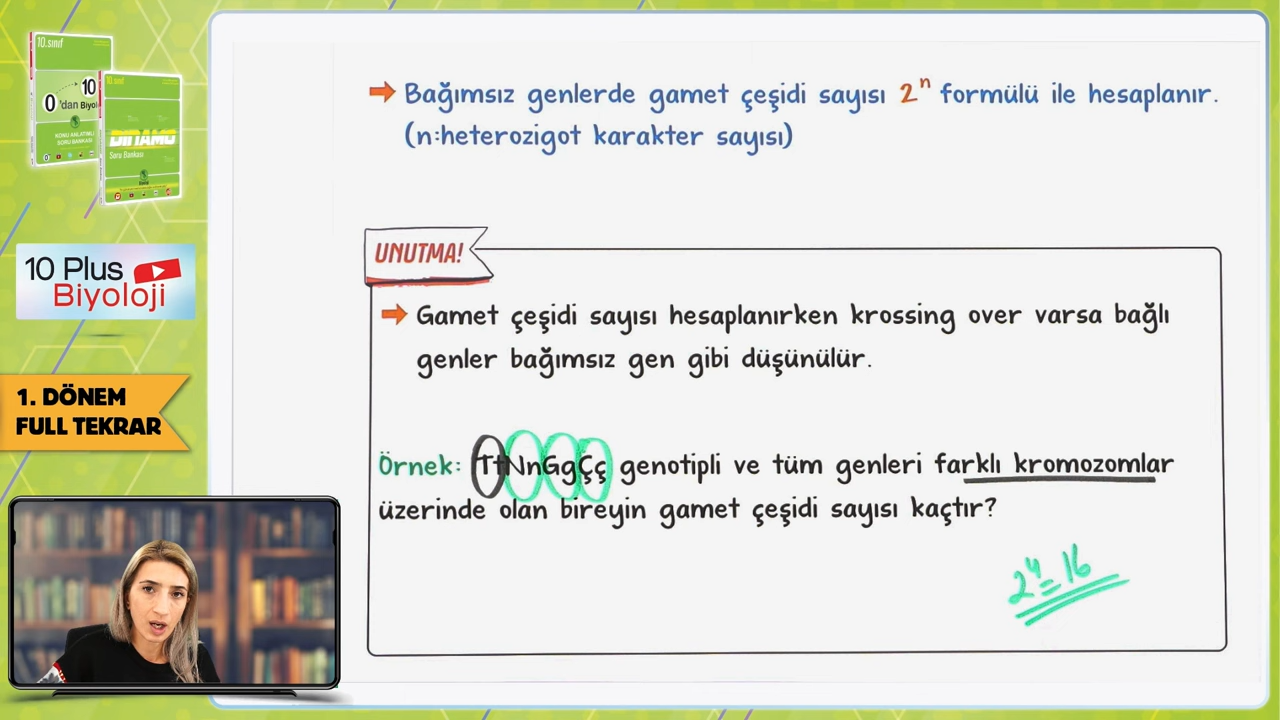 10.sınıf
0 'dan 10
Biyol
KONU ANLATIMLI
SORU BANKASI
10.sınıf
DİNAMO
Soru Bankası
10 Plus
Biyoloji
1. DÖNEM
FULL TEKRAR
Bağımsız genlerde gamet çeşidi sayısı 2ⁿ formülü ile hesaplanır.
(n:heterozigot karakter sayısı)
UNUTMA!
Gamet çeşidi sayısı hesaplanırken krossing over varsa bağlı
genler bağımsız gen gibi düşünülür.
Örnek: TtNnGgÇç genotipli ve tüm genleri farklı kromozomlar
üzerinde olan bireyin gamet çeşidi sayısı kaçtır?
2⁴=16